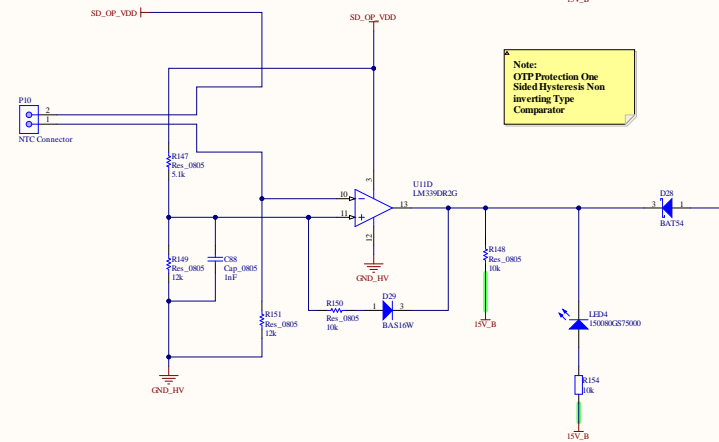 15V_B
SD_OP_VDD
SD_OP_VDD
Note:
OTP Protection One
Sided Hysteresis Non
inverting Type
Comparator
P10
2
1
NTC Connector
R147
Res_0805
5.1k
3
U11D
LM339DR2G
10
11
13
12
D28
3
1
BAT54
R149
Res_0805
12k
C88
Cap_0805
1nF
R148
Res_0805
10k
GND_HV
D29
R150
1
3
Res_0805
BAS16W
10k
R151
Res_0805
12k
15V_B
LED4
150080GS75000
GND_HV
R154
10k
15V_B